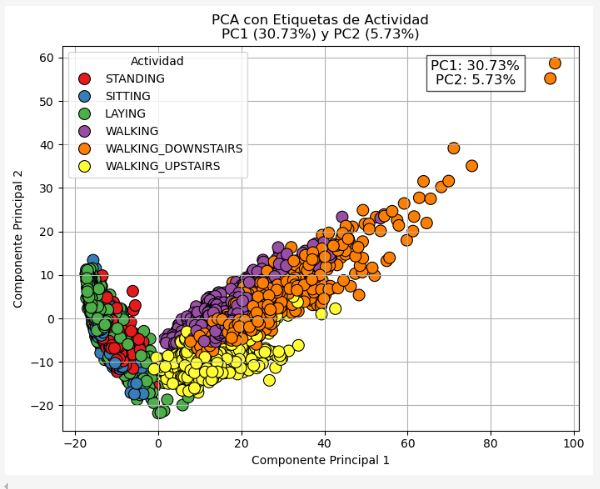 PCA con Etiquetas de Actividad
PC1 (30.73%) y PC2 (5.73%)
Actividad
STANDING
SITTING
LAYING
WALKING
WALKING_DOWNSTAIRS
WALKING_UPSTAIRS
PC1: 30.73%
PC2: 5.73%
Componente Principal 2
60
50
40
30
20
10
0
−10
−20
−20
0
20
40
60
80
100
Componente Principal 1